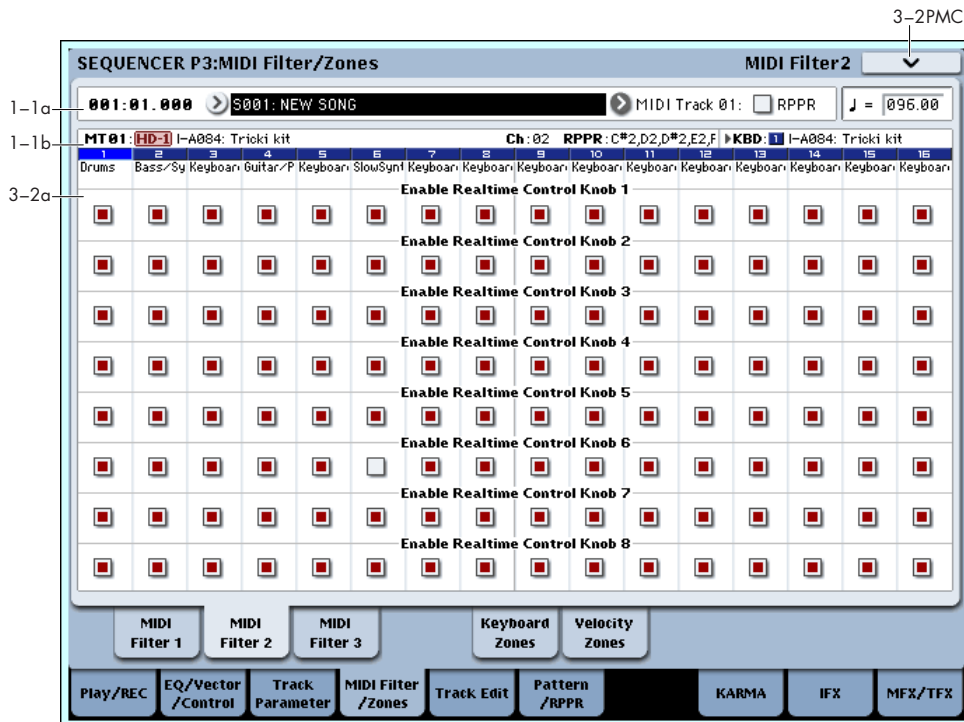 3–2PMC
SEQUENCER P3:MIDI Filter/Zones MIDI Filter2
1–1a 001:01.000 S001: NEW SONG MIDI Track 01: RPPR ♩ = 096.00
1–1b MT01: HD-1 I-A084: Tricki kit Ch:02 RPPR:C#2,D2,D#2,E2,F KBD: 1 I-A084: Tricki kit
1 2 3 4 5 6 7 8 9 10 11 12 13 14 15 16
Drums Bass/Sy Keyboar Guitar/P Keyboar SlowSynt Keyboar Keyboar Keyboar Keyboar Keyboar Keyboar Keyboar Keyboar Keyboar Keyboar
3–2a Enable Realtime Control Knob 1
Enable Realtime Control Knob 2
Enable Realtime Control Knob 3
Enable Realtime Control Knob 4
Enable Realtime Control Knob 5
Enable Realtime Control Knob 6
Enable Realtime Control Knob 7
Enable Realtime Control Knob 8
MIDI Filter 1 MIDI Filter 2 MIDI Filter 3 Keyboard Zones Velocity Zones
Play/REC EQ/Vector /Control Track Parameter MIDI Filter /Zones Track Edit Pattern /RPPR KARMA IFX MFX/TFX